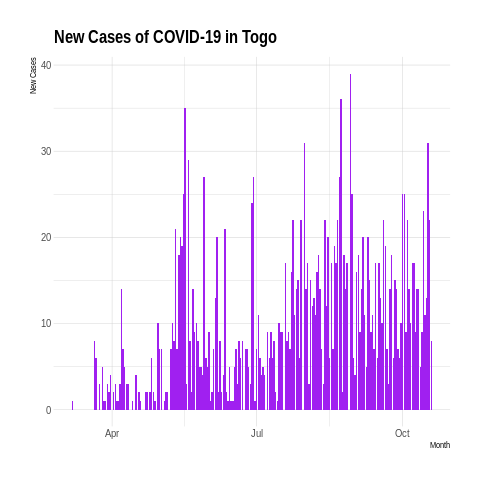 New Cases of COVID-19 in Togo
New Cases
40
30
20
10
0
Apr
Jul
Oct
Month